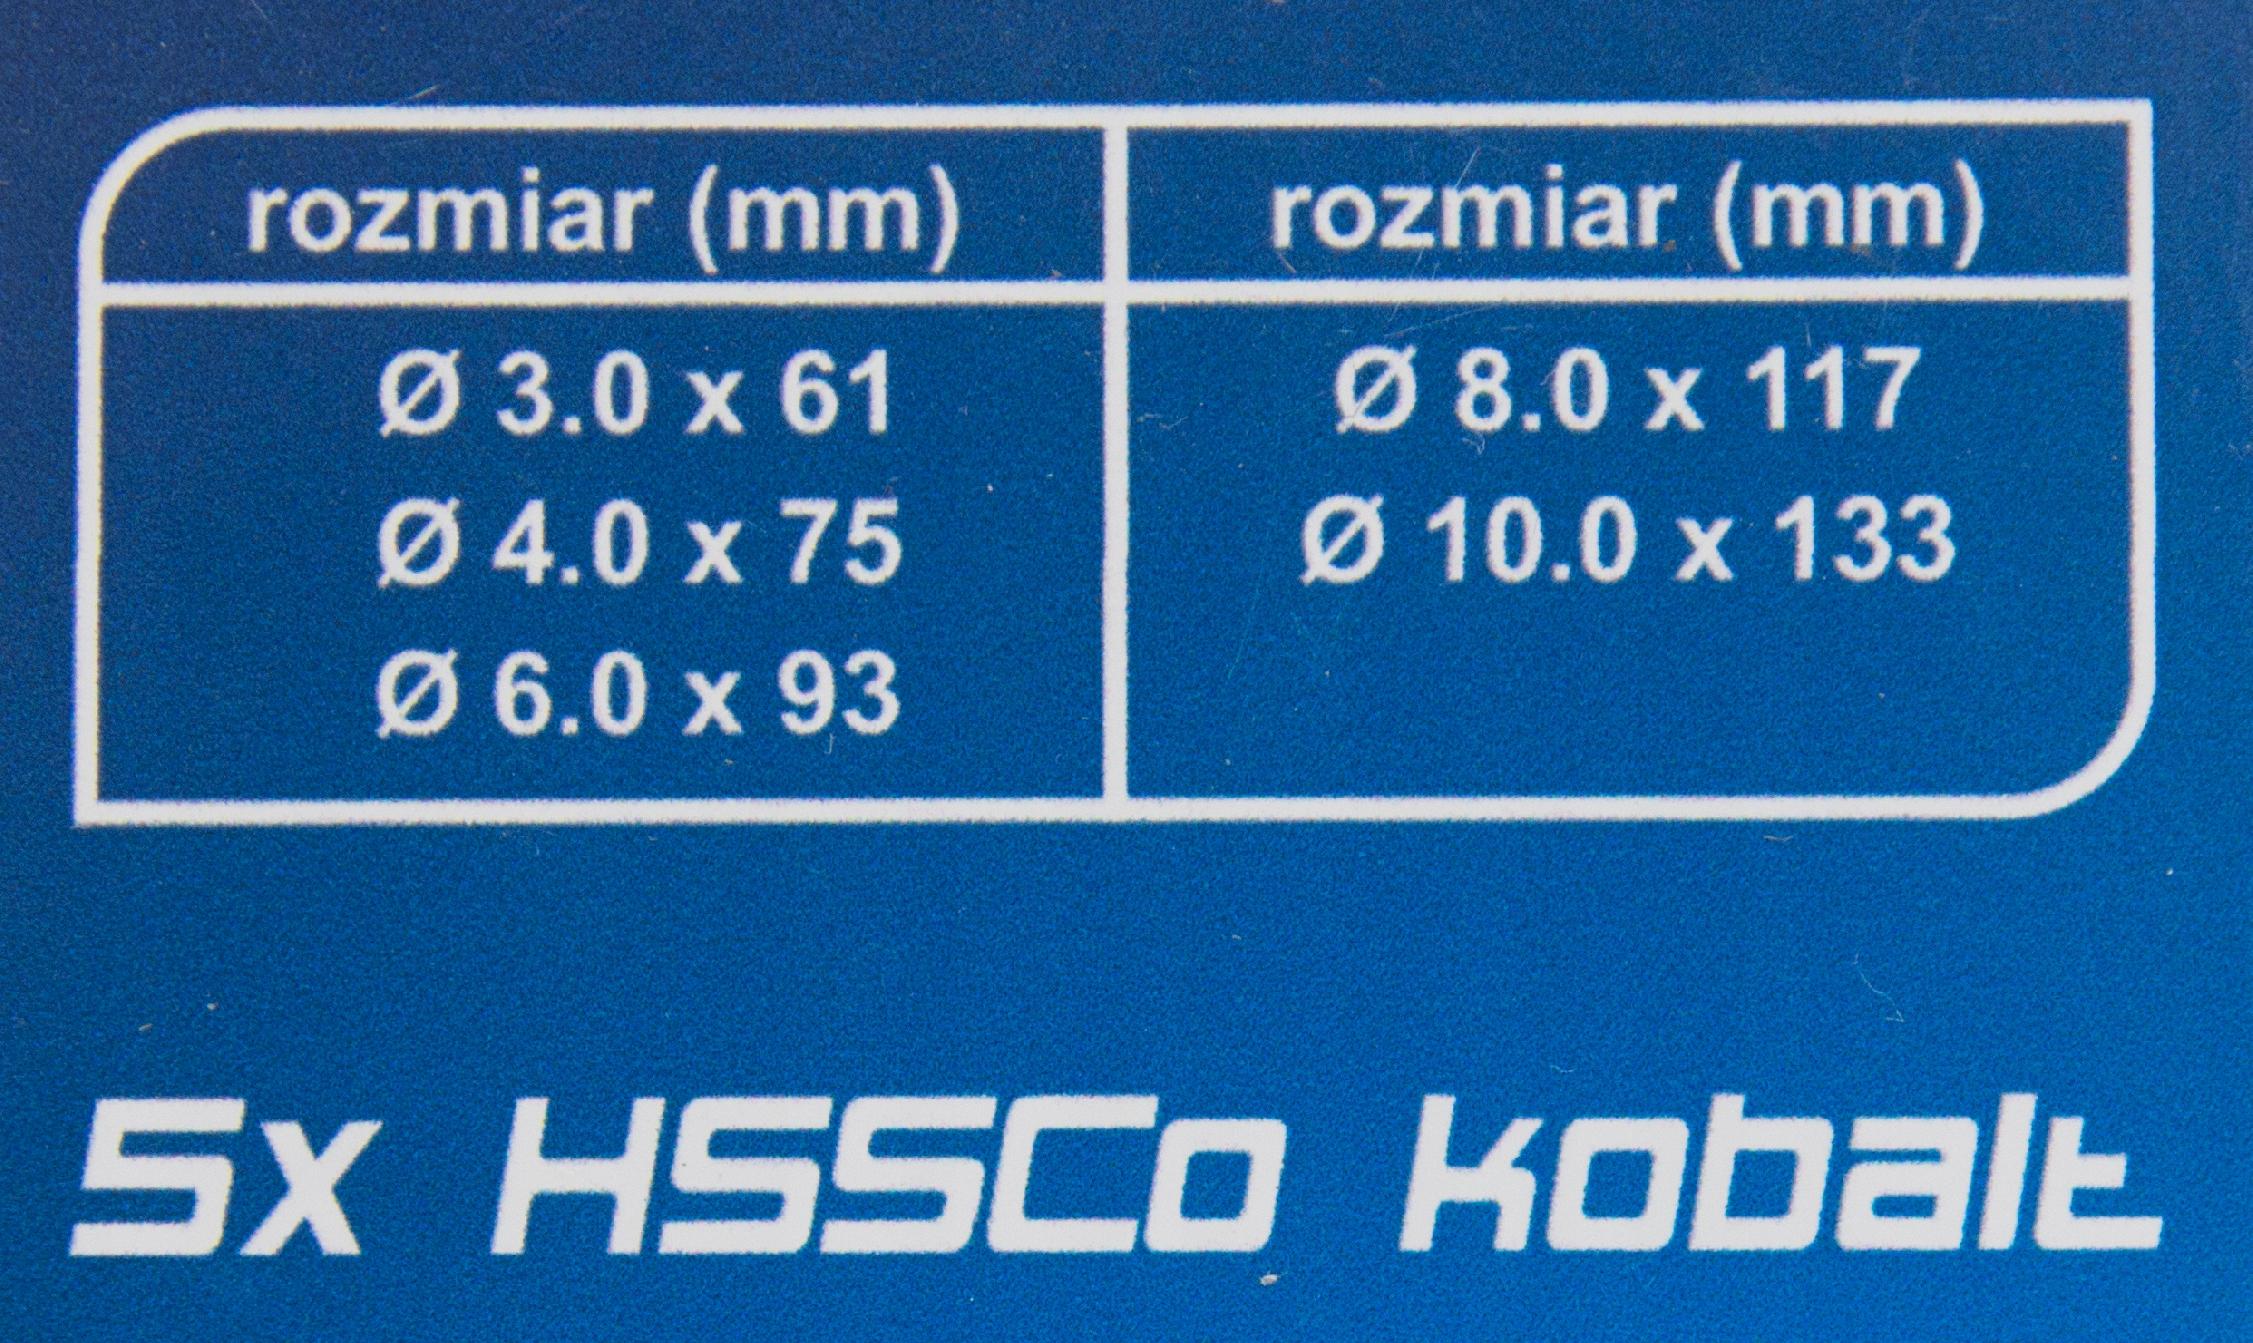 rozmiar (mm) rozmiar (mm)
Ø 3.0 x 61 Ø 8.0 x 117
Ø 4.0 x 75 Ø 10.0 x 133
Ø 6.0 x 93
5x HSSCo kobalt